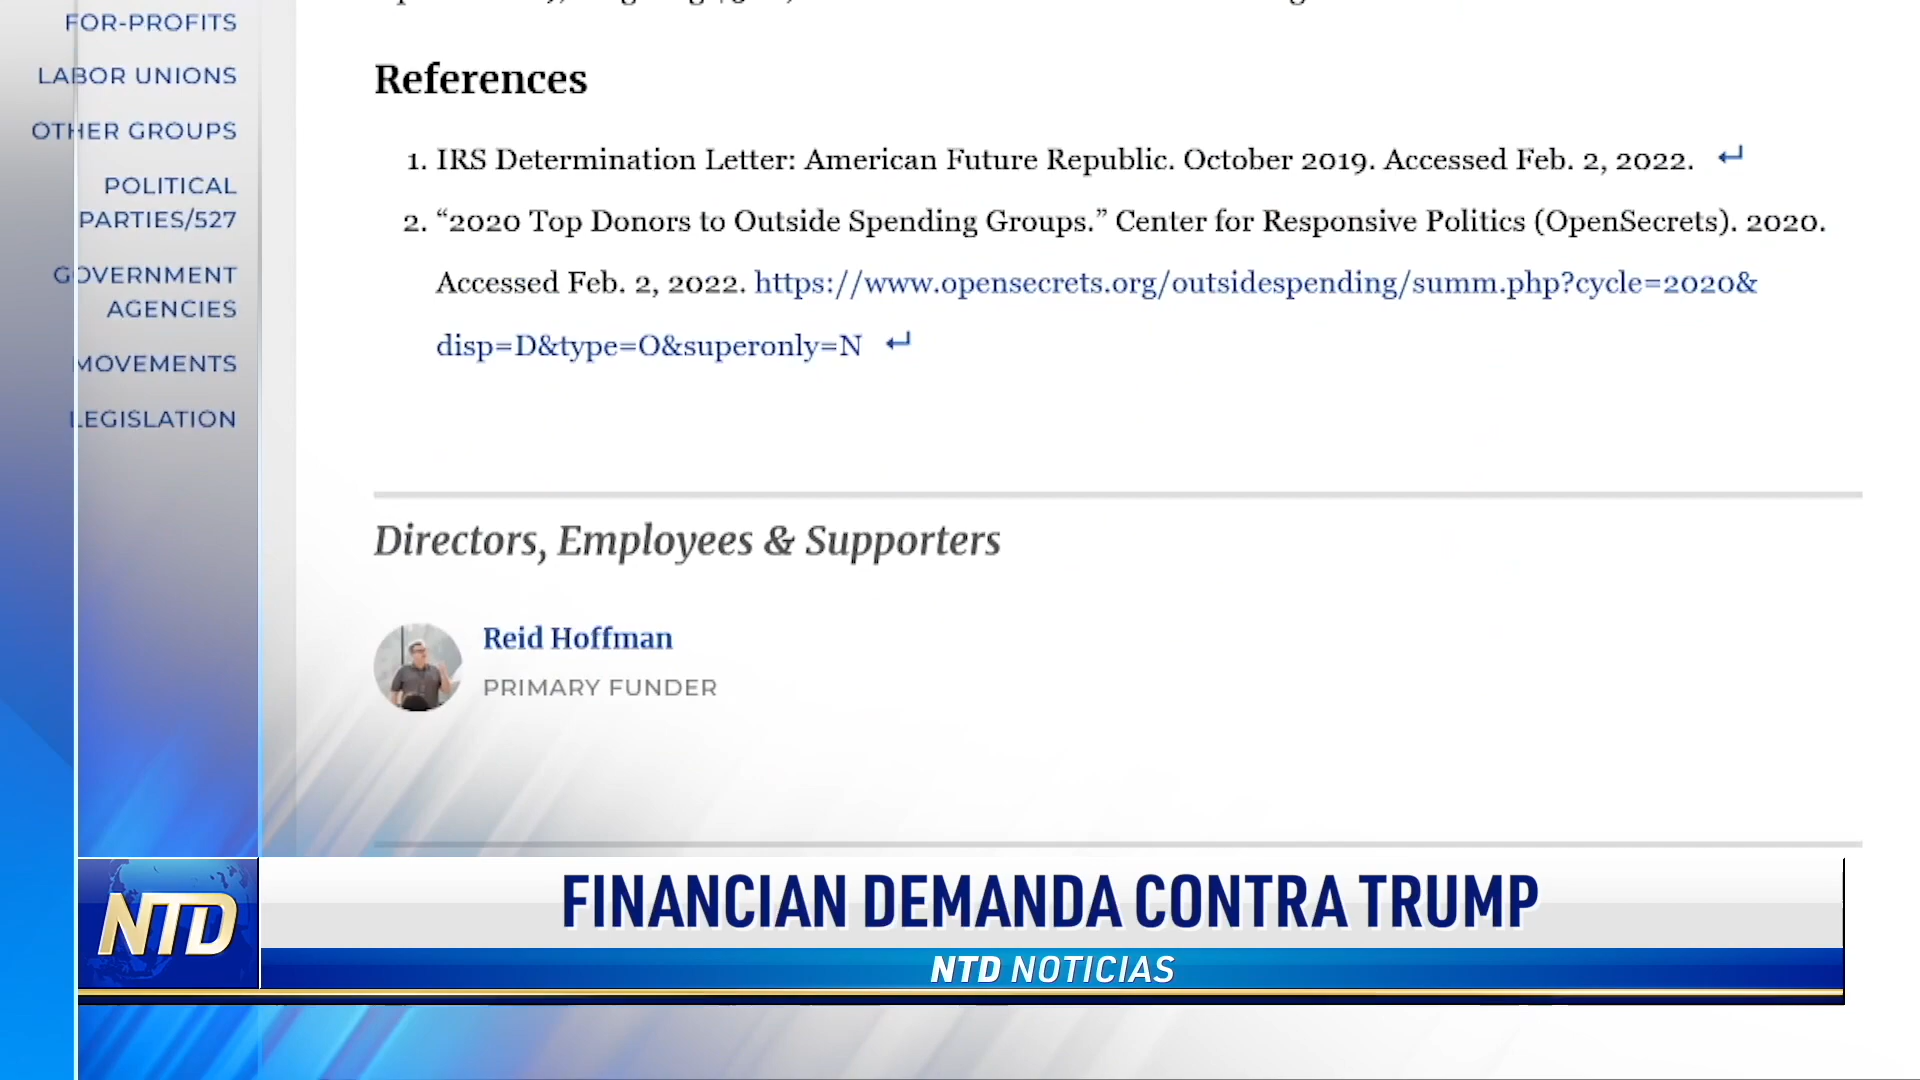 FOR-PROFITS
LABOR UNIONS
OTHER GROUPS
POLITICAL
PARTIES/527
GOVERNMENT
AGENCIES
MOVEMENTS
LEGISLATION
References
1. IRS Determination Letter: American Future Republic. October 2019. Accessed Feb. 2, 2022. ↵
2. “2020 Top Donors to Outside Spending Groups.” Center for Responsive Politics (OpenSecrets). 2020.
Accessed Feb. 2, 2022. https://www.opensecrets.org/outsidespending/summ.php?cycle=2020&
disp=D&type=O&superonly=N ↵
Directors, Employees & Supporters
Reid Hoffman
PRIMARY FUNDER
NTD
FINANCIAN DEMANDA CONTRA TRUMP
NTD NOTICIAS